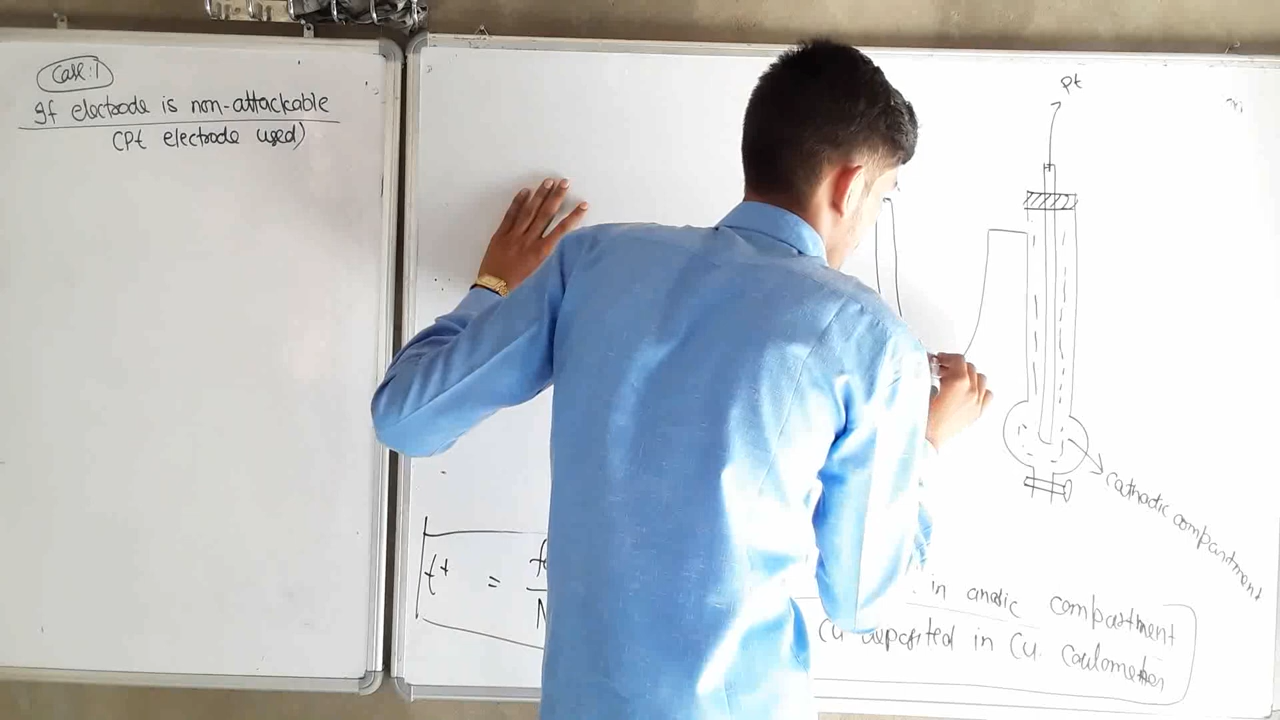 Case:1
If electrode is non-attackable
(Pt electrode used)
Pt
cathodic compartment
t+ =
in anodic compartment
Cu deposited in Cu. Coulometer